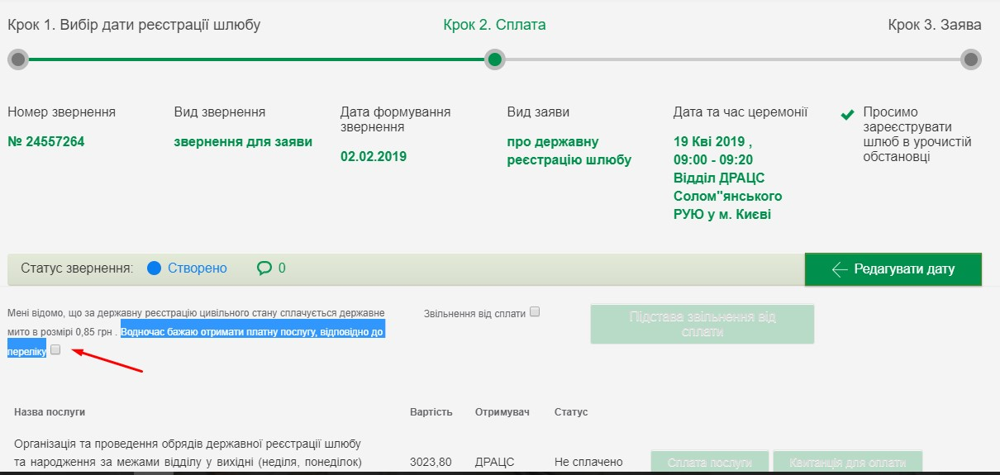 Крок 1. Вибір дати реєстрації шлюбу
Крок 2. Сплата
Крок 3. Заява
Номер звернення
№ 24557264
Вид звернення
звернення для заяви
Дата формування
звернення
02.02.2019
Вид заяви
про державну
реєстрацію шлюбу
Дата та час церемонії
19 Кві 2019 ,
09:00 - 09:20
Відділ ДРАЦС
Солом"янського
РУЮ у м. Києві
Просимо
зареєструвати
шлюб в урочистій
обстановці
Статус звернення: Створено 0
Редагувати дату
Мені відомо, що за державну реєстрацію цивільного стану сплачується державне
мито в розмірі 0,85 грн . Водночас бажаю отримати платну послугу, відповідно до
переліку
Звільнення від сплати
Підстава звільнення від
сплати
Назва послуги Вартість Отримувач Статус
Організація та проведення обрядів державної реєстрації шлюбу
та народження за межами відділу у вихідні (неділя, понеділок) 3023,80 ДРАЦС Не сплачено Сплата послуги Квитанція для оплати